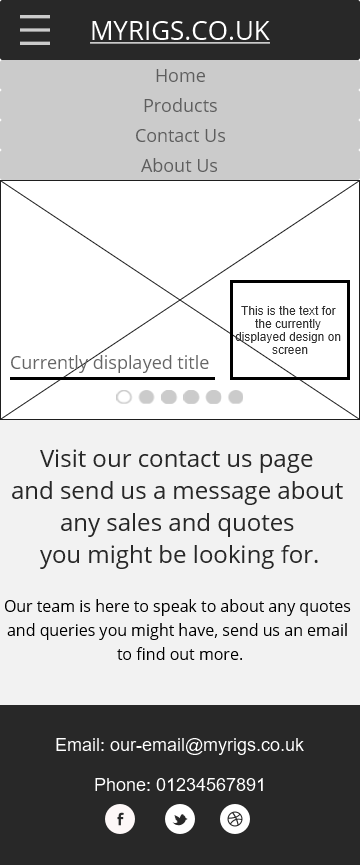 MYRIGS.CO.UK
Home
Products
Contact Us
About Us
This is the text for
the currently
displayed design on
screen
Currently displayed title
Visit our contact us page
and send us a message about
any sales and quotes
you might be looking for.
Our team is here to speak to about any quotes
and queries you might have, send us an email
to find out more.
Email: our-email@myrigs.co.uk
Phone: 01234567891